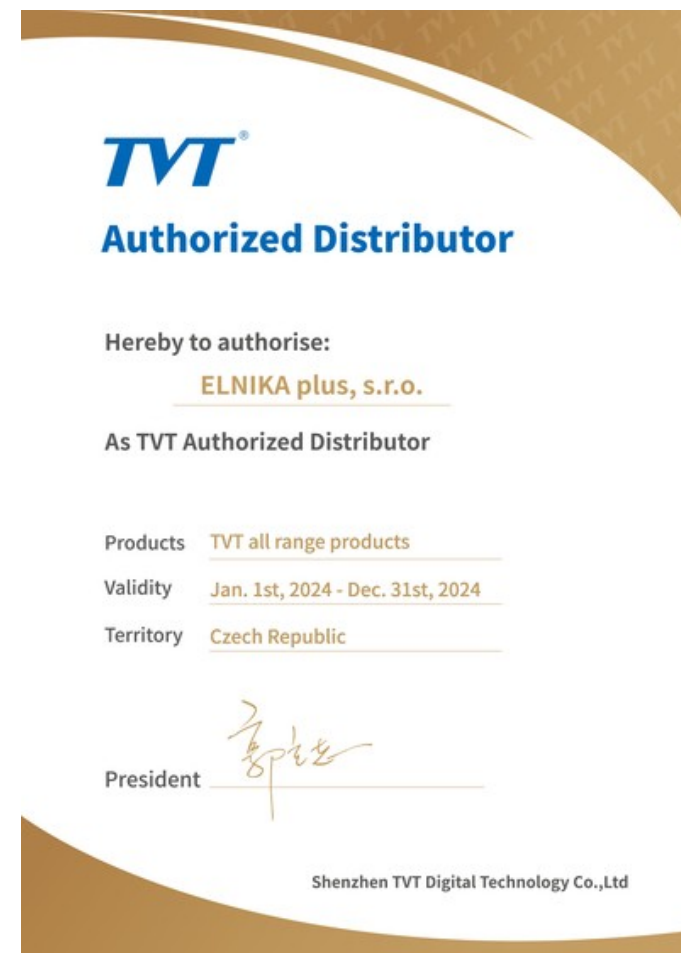 TVT®
Authorized Distributor
Hereby to authorise:
ELNIKA plus, s.r.o.
As TVT Authorized Distributor
Products TVT all range products
Validity Jan. 1st, 2024 - Dec. 31st, 2024
Territory Czech Republic
President
Shenzhen TVT Digital Technology Co.,Ltd